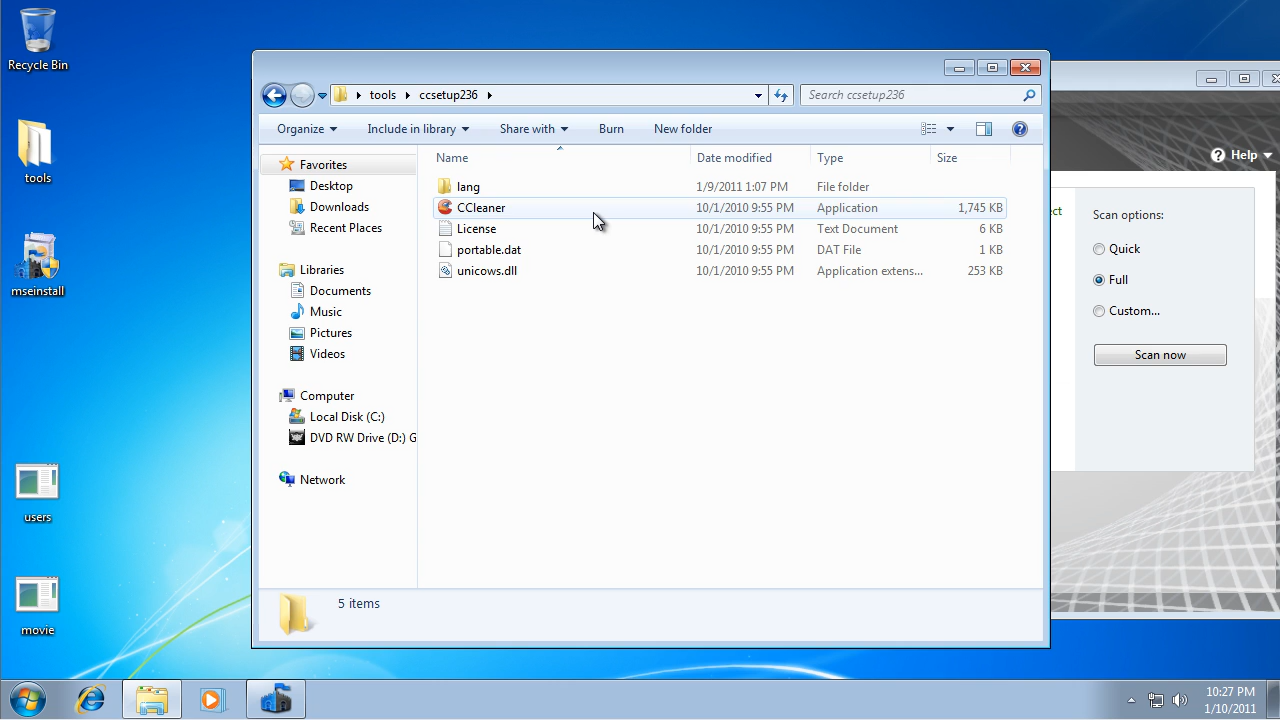 Recycle Bin
tools
mseinstall
users
movie
tools ccsetup236
Search ccsetup236
Organize Include in library Share with Burn New folder
Name Date modified Type Size
lang 1/9/2011 1:07 PM File folder
CCleaner 10/1/2010 9:55 PM Application 1,745 KB
License 10/1/2010 9:55 PM Text Document 6 KB
portable.dat 10/1/2010 9:55 PM DAT File 1 KB
unicows.dll 10/1/2010 9:55 PM Application extens... 253 KB
Favorites
Desktop
Downloads
Recent Places
Libraries
Documents
Music
Pictures
Videos
Computer
Local Disk (C:)
DVD RW Drive (D:) G
Network
5 items
Help
ect
Scan options:
Quick
Full
Custom...
Scan now
10:27 PM
1/10/2011